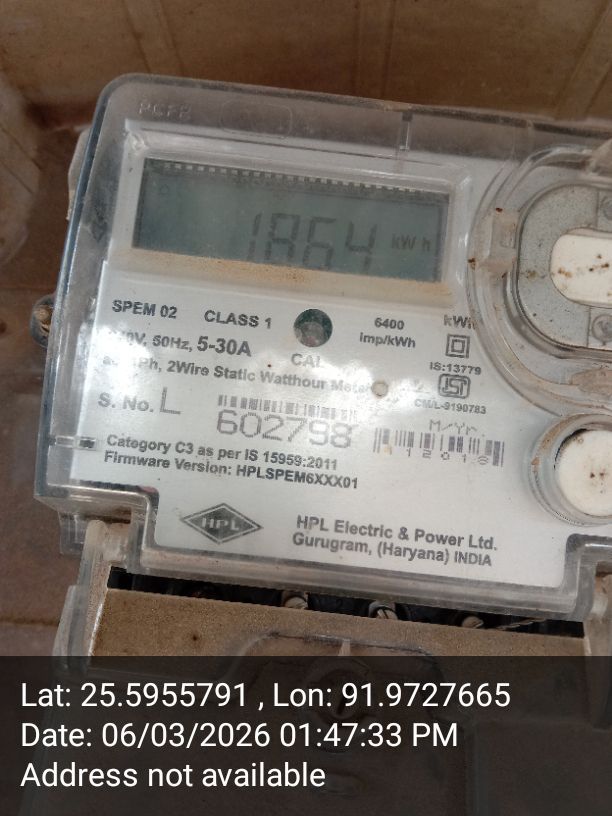 1864 kWh
SPEM 02 CLASS 1 6400 imp/kWh kWh
50Hz, 5-30A CAL
IS:13779
Ph, 2Wire Static Watthour Meter
CM/L-9190783
S. No. L 602798
M/Yr.
Category C3 as per IS 15959:2011
Firmware Version: HPLSPEM6XXX01
HPL
HPL Electric & Power Ltd.
Gurugram, (Haryana) INDIA
Lat: 25.5955791 , Lon: 91.9727665
Date: 06/03/2026 01:47:33 PM
Address not available